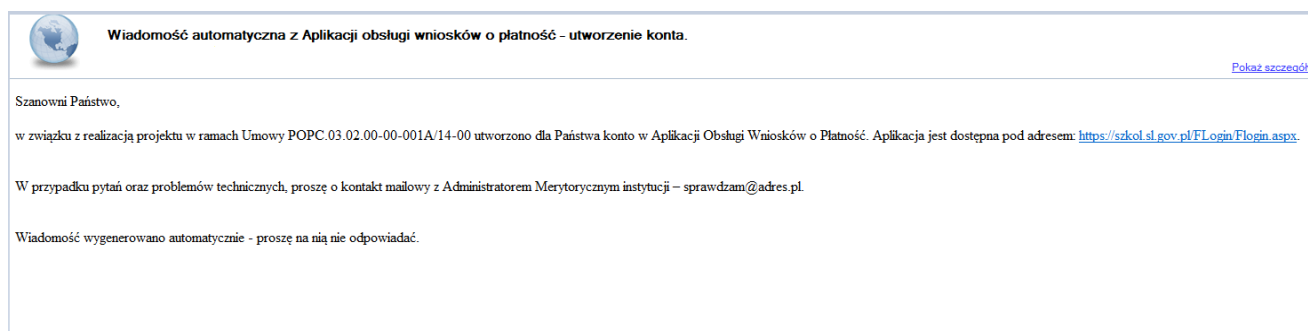 Wiadomość automatyczna z Aplikacji obsługi wniosków o płatność - utworzenie konta.
Pokaż szczegół
Szanowni Państwo,
w związku z realizacją projektu w ramach Umowy POPC.03.02.00-00-001A/14-00 utworzono dla Państwa konto w Aplikacji Obsługi Wniosków o Płatność. Aplikacja jest dostępna pod adresem: https://szkol.sl.gov.pl/FLogin/Flogin.aspx.
W przypadku pytań oraz problemów technicznych, proszę o kontakt mailowy z Administratorem Merytorycznym instytucji – sprawdzam@adres.pl.
Wiadomość wygenerowano automatycznie - proszę na nią nie odpowiadać.